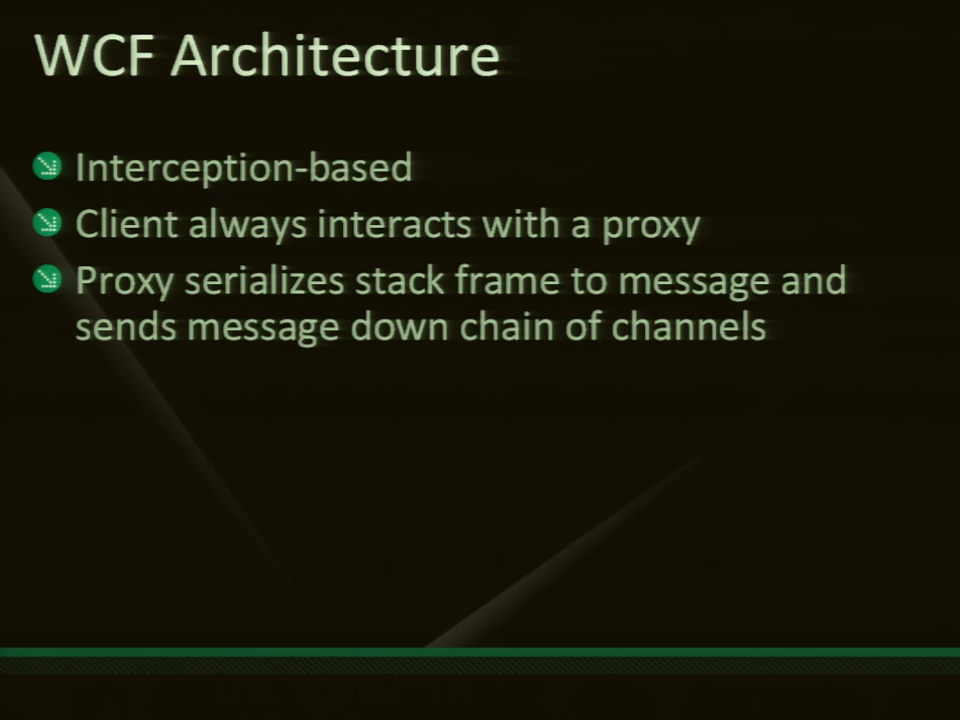 WCF Architecture
Interception-based
Client always interacts with a proxy
Proxy serializes stack frame to message and
sends message down chain of channels